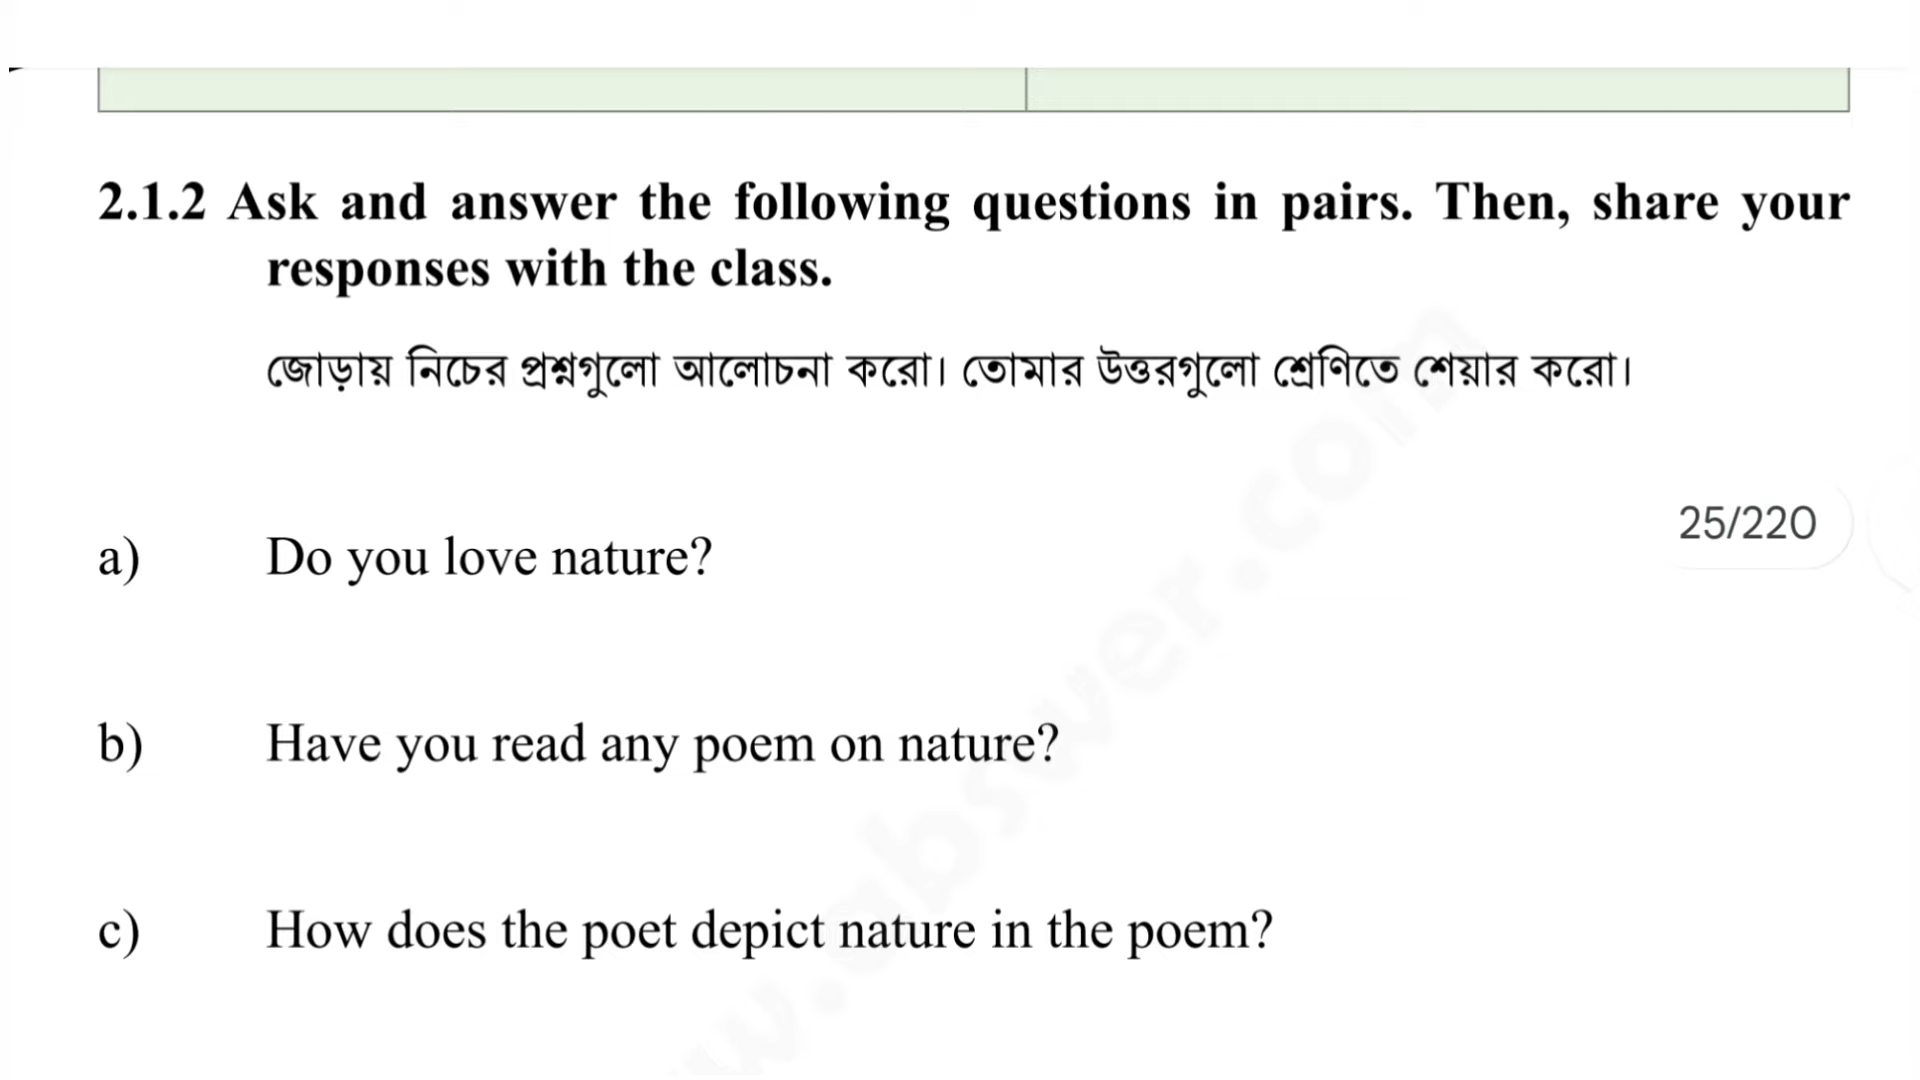 2.1.2 Ask and answer the following questions in pairs. Then, share your
responses with the class.
জোড়ায় নিচের প্রশ্নগুলো আলোচনা করো। তোমার উত্তরগুলো শ্রেণিতে শেয়ার করো।
25/220
a) Do you love nature?
b) Have you read any poem on nature?
c) How does the poet depict nature in the poem?